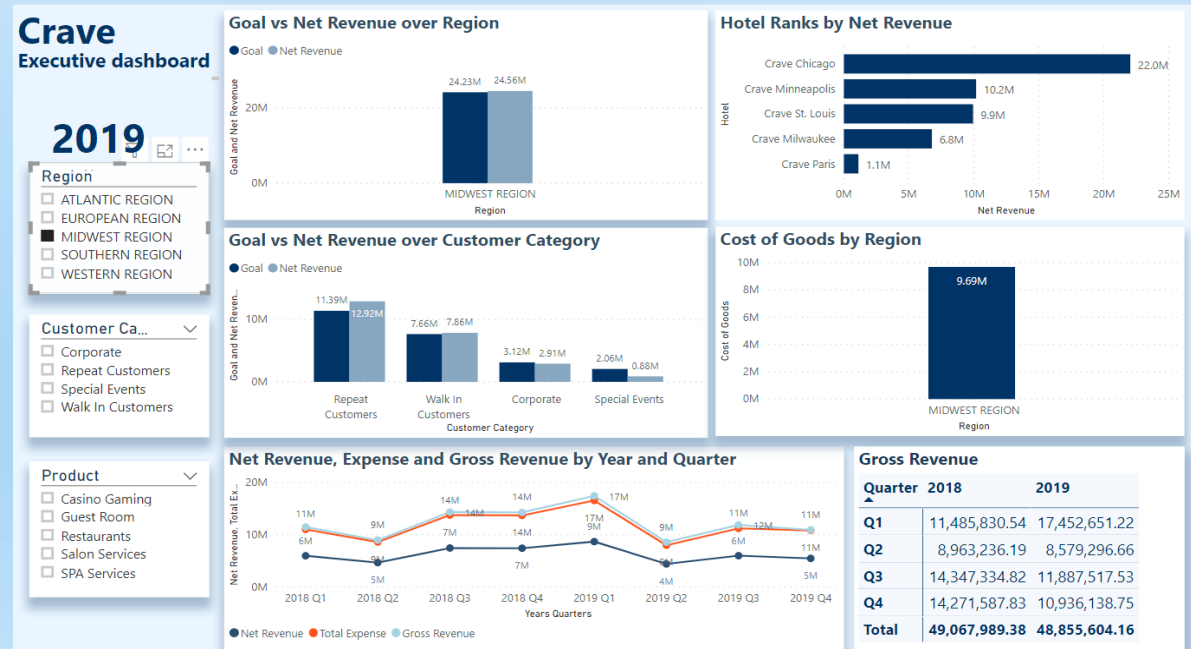 Crave
Executive dashboard
2019
Region
ATLANTIC REGION
EUROPEAN REGION
MIDWEST REGION
SOUTHERN REGION
WESTERN REGION
Customer Ca...
Corporate
Repeat Customers
Special Events
Walk In Customers
Product
Casino Gaming
Guest Room
Restaurants
Salon Services
SPA Services
Goal vs Net Revenue over Region
Goal Net Revenue
Goal and Net Revenue
20M
0M
24.23M 24.56M
MIDWEST REGION
Region
Hotel Ranks by Net Revenue
Hotel
Crave Chicago 22.0M
Crave Minneapolis 10.2M
Crave St. Louis 9.9M
Crave Milwaukee 6.8M
Crave Paris 1.1M
0M 5M 10M 15M 20M 25M
Net Revenue
Goal vs Net Revenue over Customer Category
Goal Net Revenue
Goal and Net Reven...
10M
0M
11.39M 12.92M 7.66M 7.86M 3.12M 2.91M 2.06M 0.88M
Repeat Customers
Walk In Customers
Corporate
Special Events
Customer Category
Cost of Goods by Region
Cost of Goods
10M
8M
6M
4M
2M
0M
9.69M
MIDWEST REGION
Region
Net Revenue, Expense and Gross Revenue by Year and Quarter
Net Revenue, Total Ex...
20M
10M
0M
11M 9M 14M 14M 17M 9M 11M 11M
9M 14M 14M 17M 12M 11M
6M 5M 7M 7M 9M 4M 6M 5M
2018 Q1 2018 Q2 2018 Q3 2018 Q4 2019 Q1 2019 Q2 2019 Q3 2019 Q4
Years Quarters
Net Revenue Total Expense Gross Revenue
Gross Revenue
Quarter 2018 2019
Q1 11,485,830.54 17,452,651.22
Q2 8,963,236.19 8,579,296.66
Q3 14,347,334.82 11,887,517.53
Q4 14,271,587.83 10,936,138.75
Total 49,067,989.38 48,855,604.16